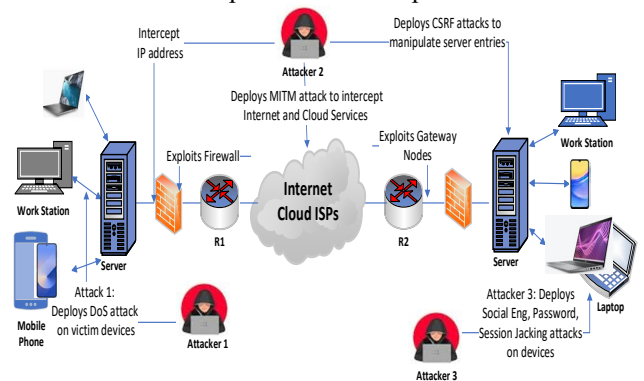 Intercept
IP address
Deploys CSRF attacks to
manipulate server entries
Attacker 2
Deploys MITM attack to intercept
Internet and Cloud Services
Exploits Firewall
Exploits Gateway
Nodes
Work Station
Internet
Cloud ISPs
Work Station
R1
R2
Server
Server
Attack 1:
Deploys DoS attack
on victim devices
Mobile
Phone
Attacker 1
Attacker 3: Deploys
Social Eng, Password,
Session Jacking attacks
on devices
Laptop
Attacker 3